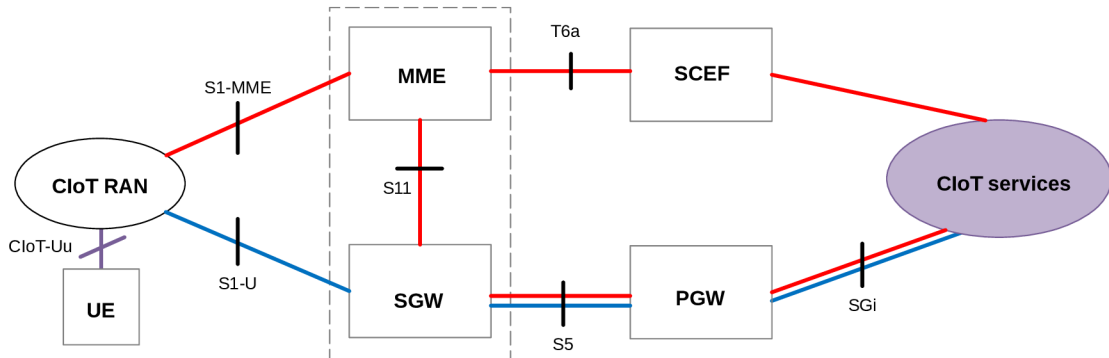 T6a
MME
SCEF
S1-MME
CIoT RAN
S11
CIoT services
CIoT-Uu
S1-U
UE
SGW
PGW
SGi
S5